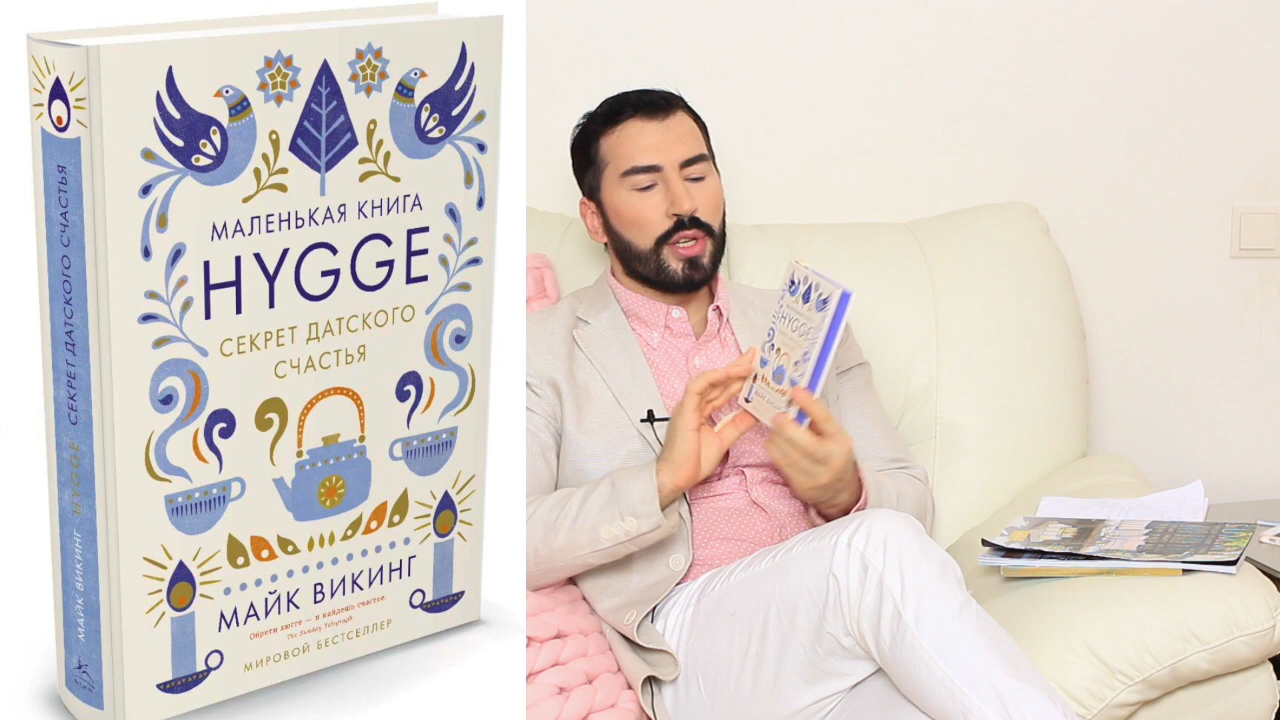 МАЛЕНЬКАЯ КНИГА
HYGGE
СЕКРЕТ ДАТСКОГО
СЧАСТЬЯ
МАЙК ВИКИНГ
Обрети хюгге — и найдешь счастье.
The Sunday Telegraph
МИРОВОЙ БЕСТСЕЛЛЕР
МАЙК ВИКИНГ HYGGE СЕКРЕТ ДАТСКОГО СЧАСТЬЯ
HYGGE